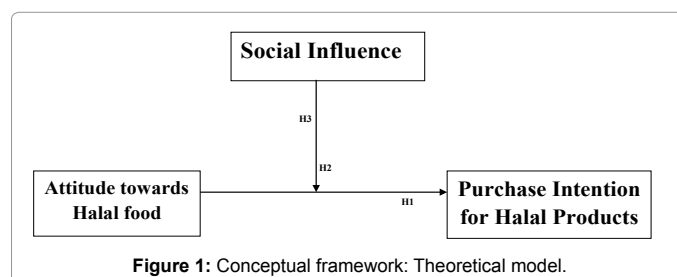 Social Influence
H3
H2
Attitude towards
Halal food
H1
Purchase Intention
for Halal Products
Figure 1: Conceptual framework: Theoretical model.